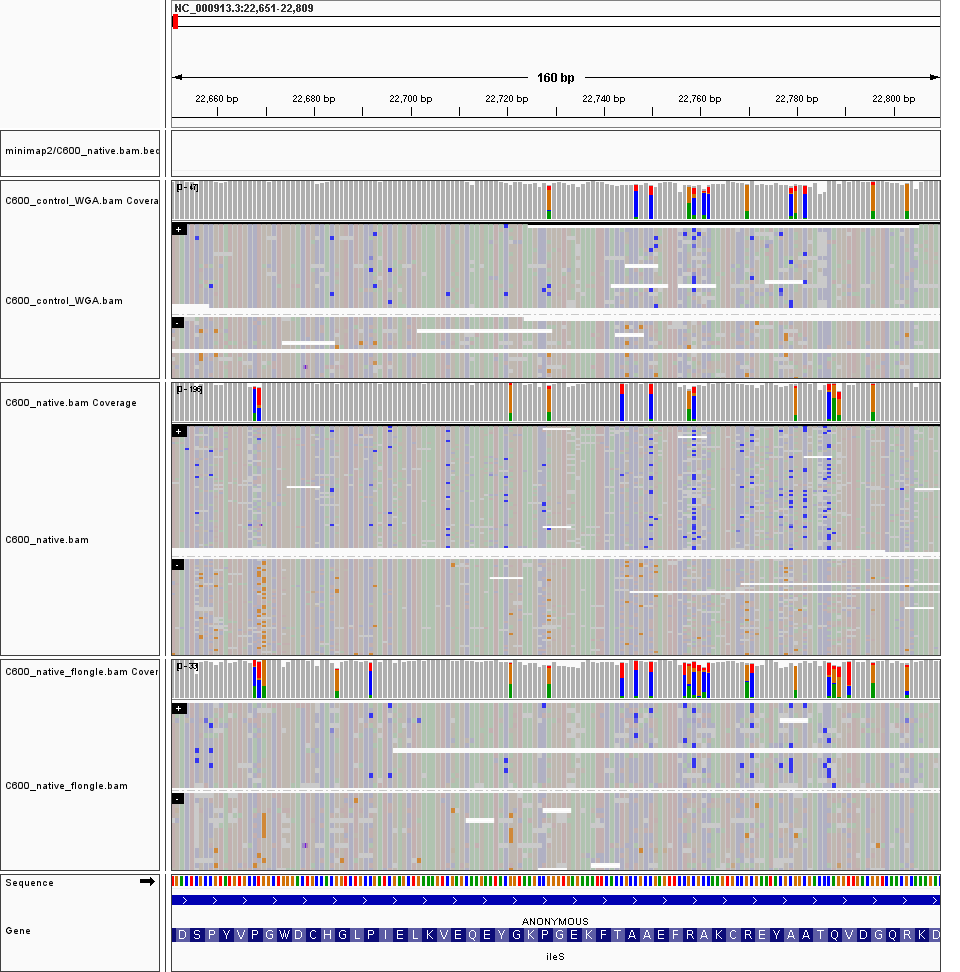 NC_000913.3:22,651-22,809
160 bp
22,660 bp 22,680 bp 22,700 bp 22,720 bp 22,740 bp 22,760 bp 22,780 bp 22,800 bp
minimap2/C600_native.bam.bed
[0 - 47]
C600_control_WGA.bam Covera
+
C600_control_WGA.bam
-
[0 - 196]
C600_native.bam Coverage
+
C600_native.bam
-
[0 - 33]
C600_native_flongle.bam Cover
+
C600_native_flongle.bam
-
Sequence
ANONYMOUS
Gene
D S P Y V P G W D C H G L P I E L K V E Q E Y G K P G E K F T A A E F R A K C R E Y A A T Q V D G Q R K D
ileS